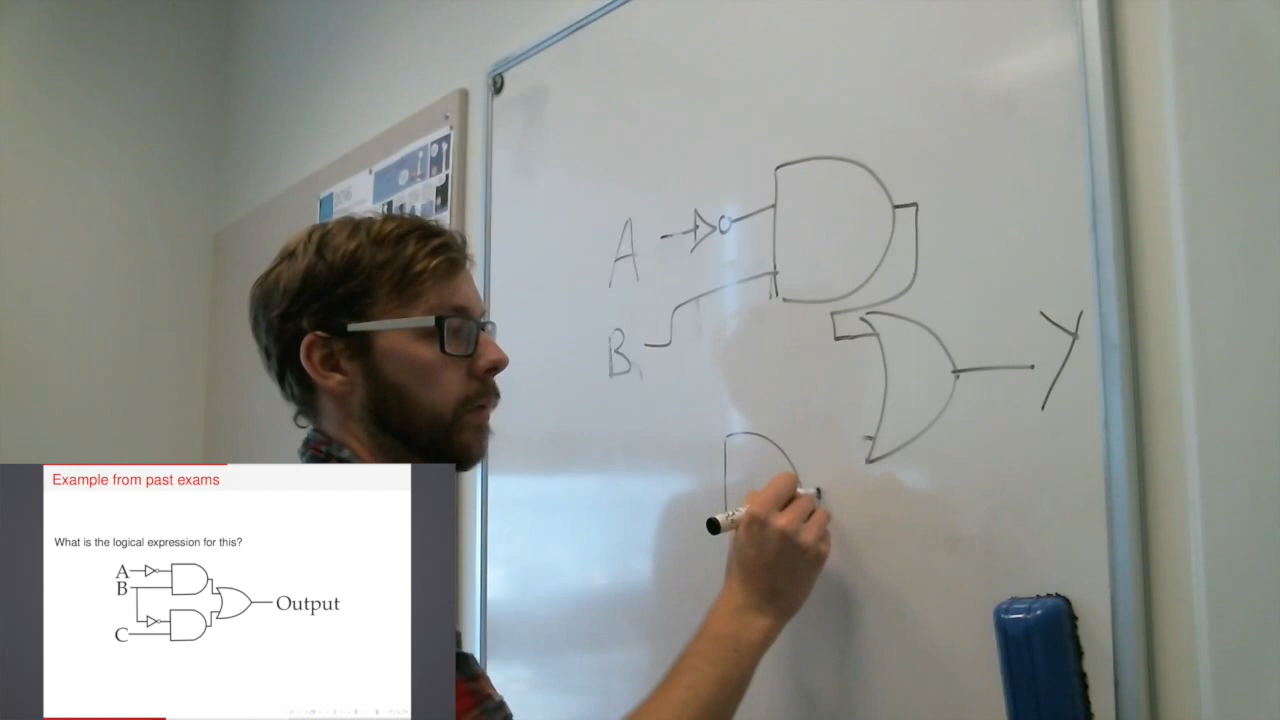 A
B
Y
Example from past exams
What is the logical expression for this?
A
B
Output
C